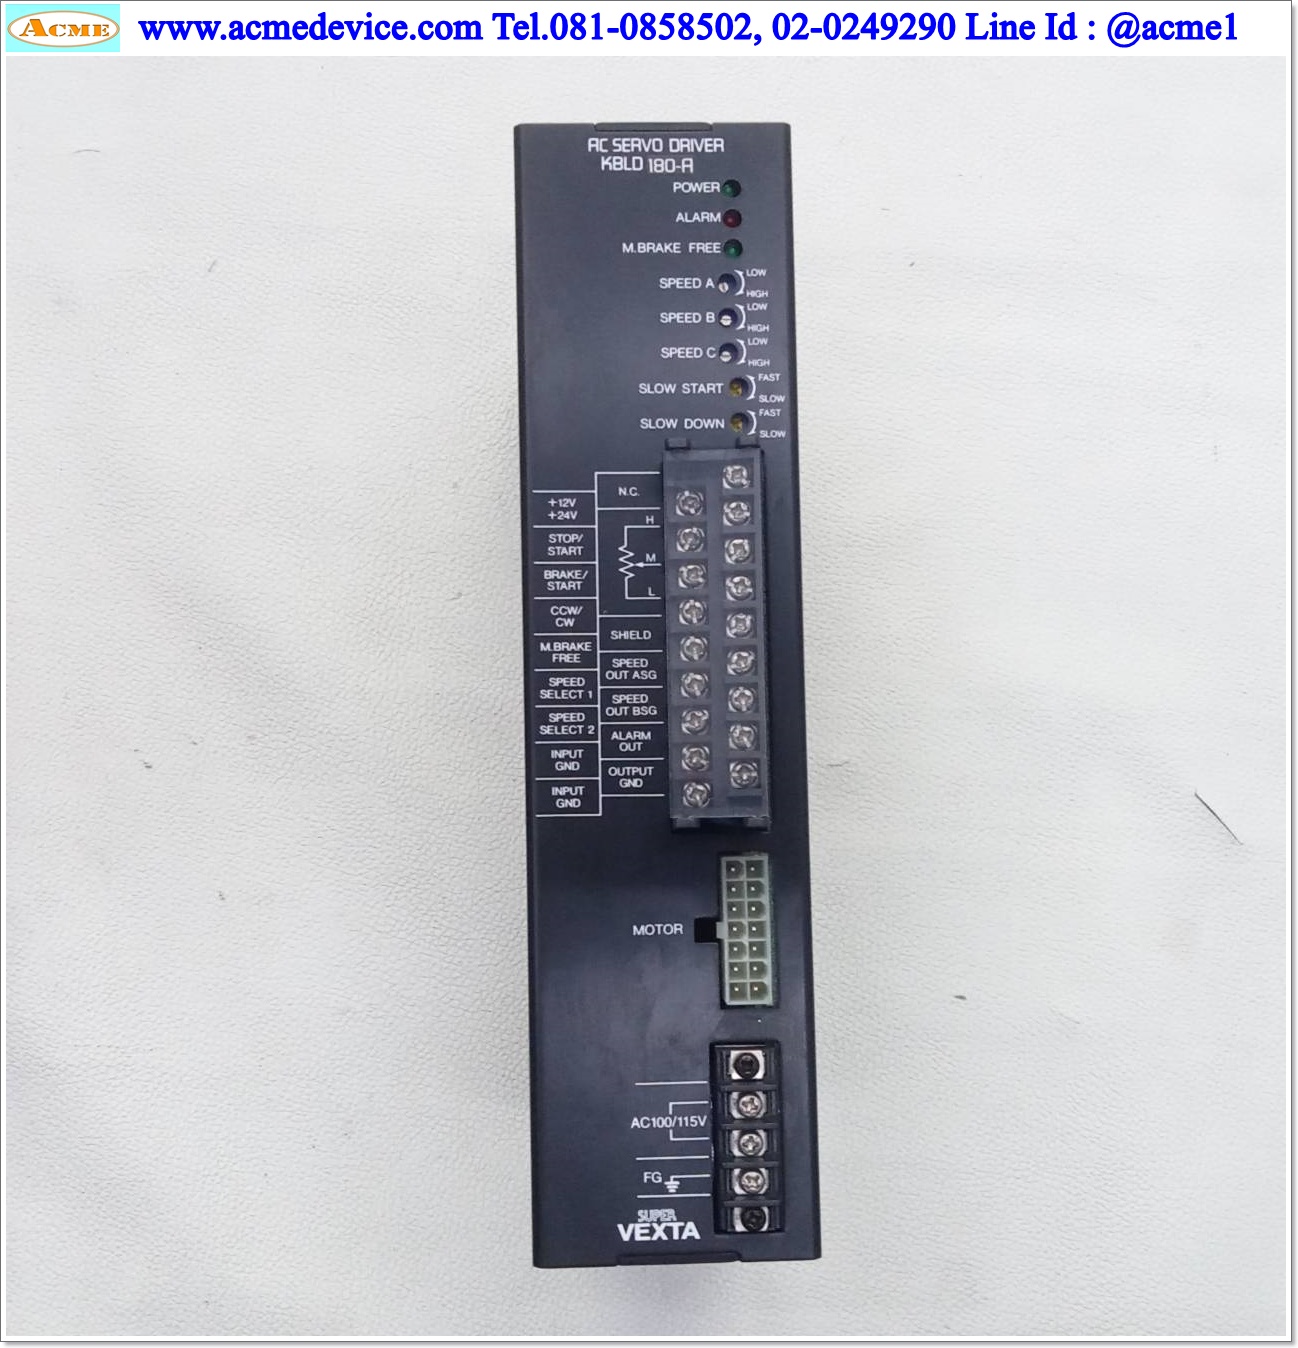 ACME www.acmedevice.com Tel.081-0858502, 02-0249290 Line Id : @acme1
AC SERVO DRIVER
KBLD 180-A
POWER
ALARM
M.BRAKE FREE
SPEED A
LOW
HIGH
SPEED B
LOW
HIGH
SPEED C
LOW
HIGH
SLOW START
FAST
SLOW
SLOW DOWN
FAST
SLOW
+12V
+24V
STOP/
START
BRAKE/
START
CCW/
CW
M.BRAKE
FREE
SPEED
SELECT 1
SPEED
SELECT 2
INPUT
GND
INPUT
GND
N.C.
H
M
L
SHIELD
SPEED
OUT ASG
SPEED
OUT BSG
ALARM
OUT
OUTPUT
GND
MOTOR
AC100/115V
FG
SUPER
VEXTA